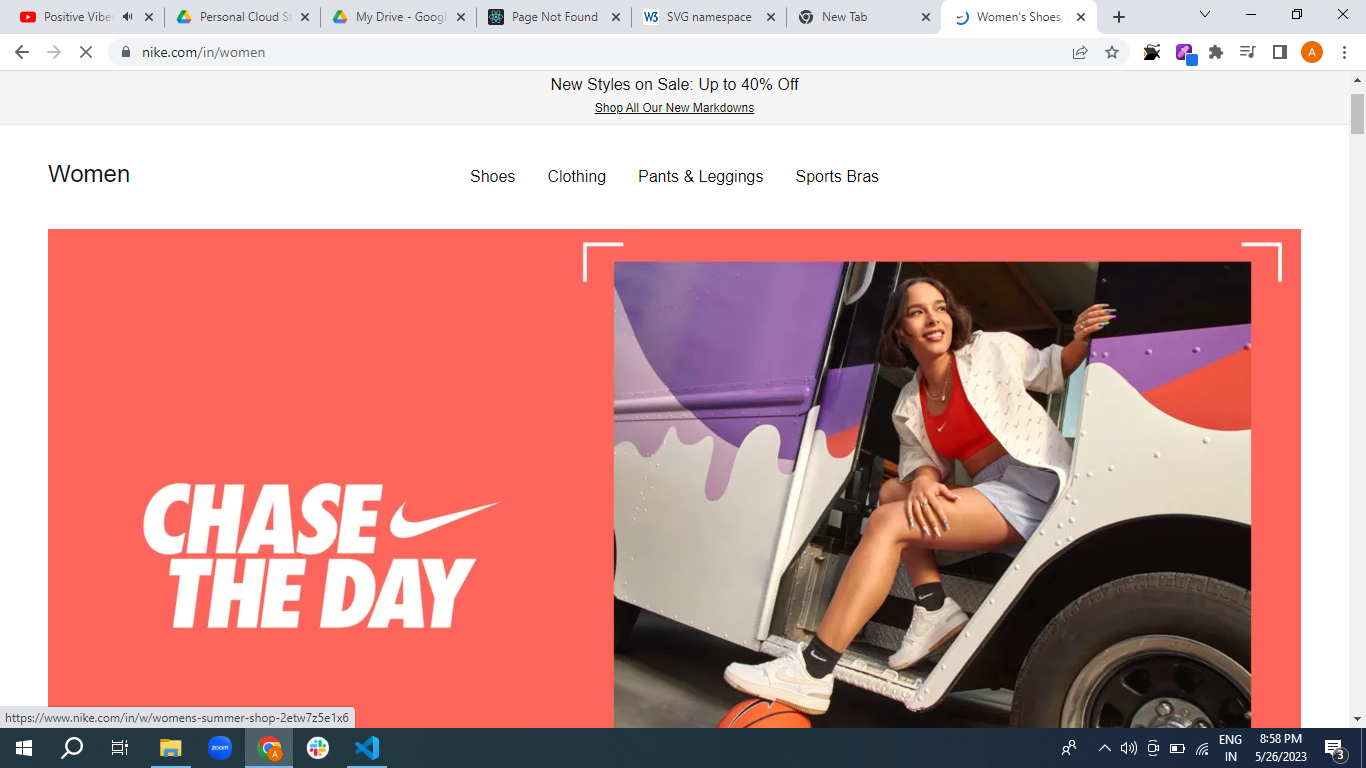 Positive Vibes
Personal Cloud St
My Drive - Googl
Page Not Found
SVG namespace
New Tab
Women's Shoes,
nike.com/in/women
A
New Styles on Sale: Up to 40% Off
Shop All Our New Markdowns
Women
Shoes
Clothing
Pants & Leggings
Sports Bras
CHASE
THE DAY
https://www.nike.com/in/w/womens-summer-shop-2etw7z5e1x6
zoom
A
ENG
IN
8:58 PM
5/26/2023
3